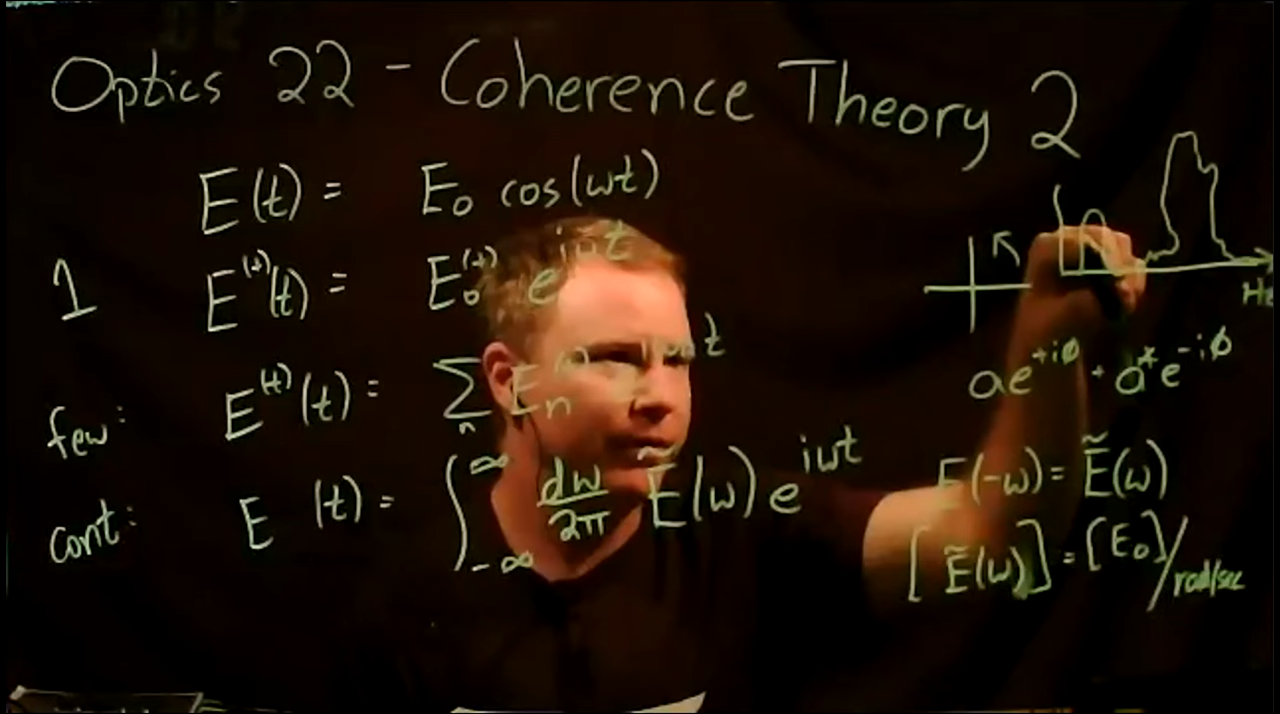 Optics 22 - Coherence Theory 2
E(t) = E₀ cos(ωt)
1 E⁽⁺⁾(t) = E₀⁽⁺⁾ e^{iωt}
few: E⁽⁺⁾(t) = Σₙ Eₙ t
cont: E (t) = ∫_{-∞}^{∞} dω/2π Ẽ(ω) e^{iωt}
ae^{+iφ} + a*e^{-iφ}
E(-ω) = Ẽ(ω)
[Ẽ(ω)] = [E₀]/rad/sec